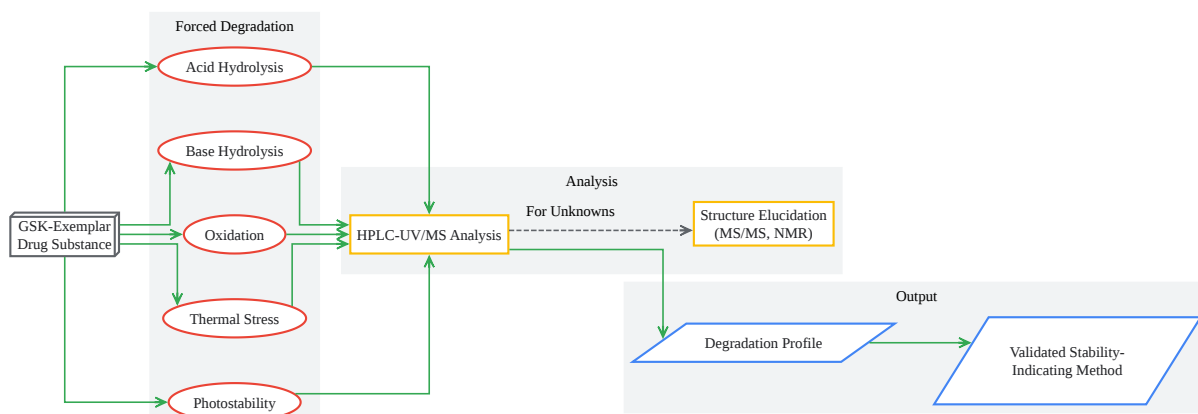 Forced Degradation
Acid Hydrolysis
Base Hydrolysis
Analysis
For Unknowns
GSK-Exemplar
Drug Substance
Oxidation
HPLC-UV/MS Analysis
Structure Elucidation
(MS/MS, NMR)
Output
Thermal Stress
Degradation Profile
Validated Stability-
Indicating Method
Photostability